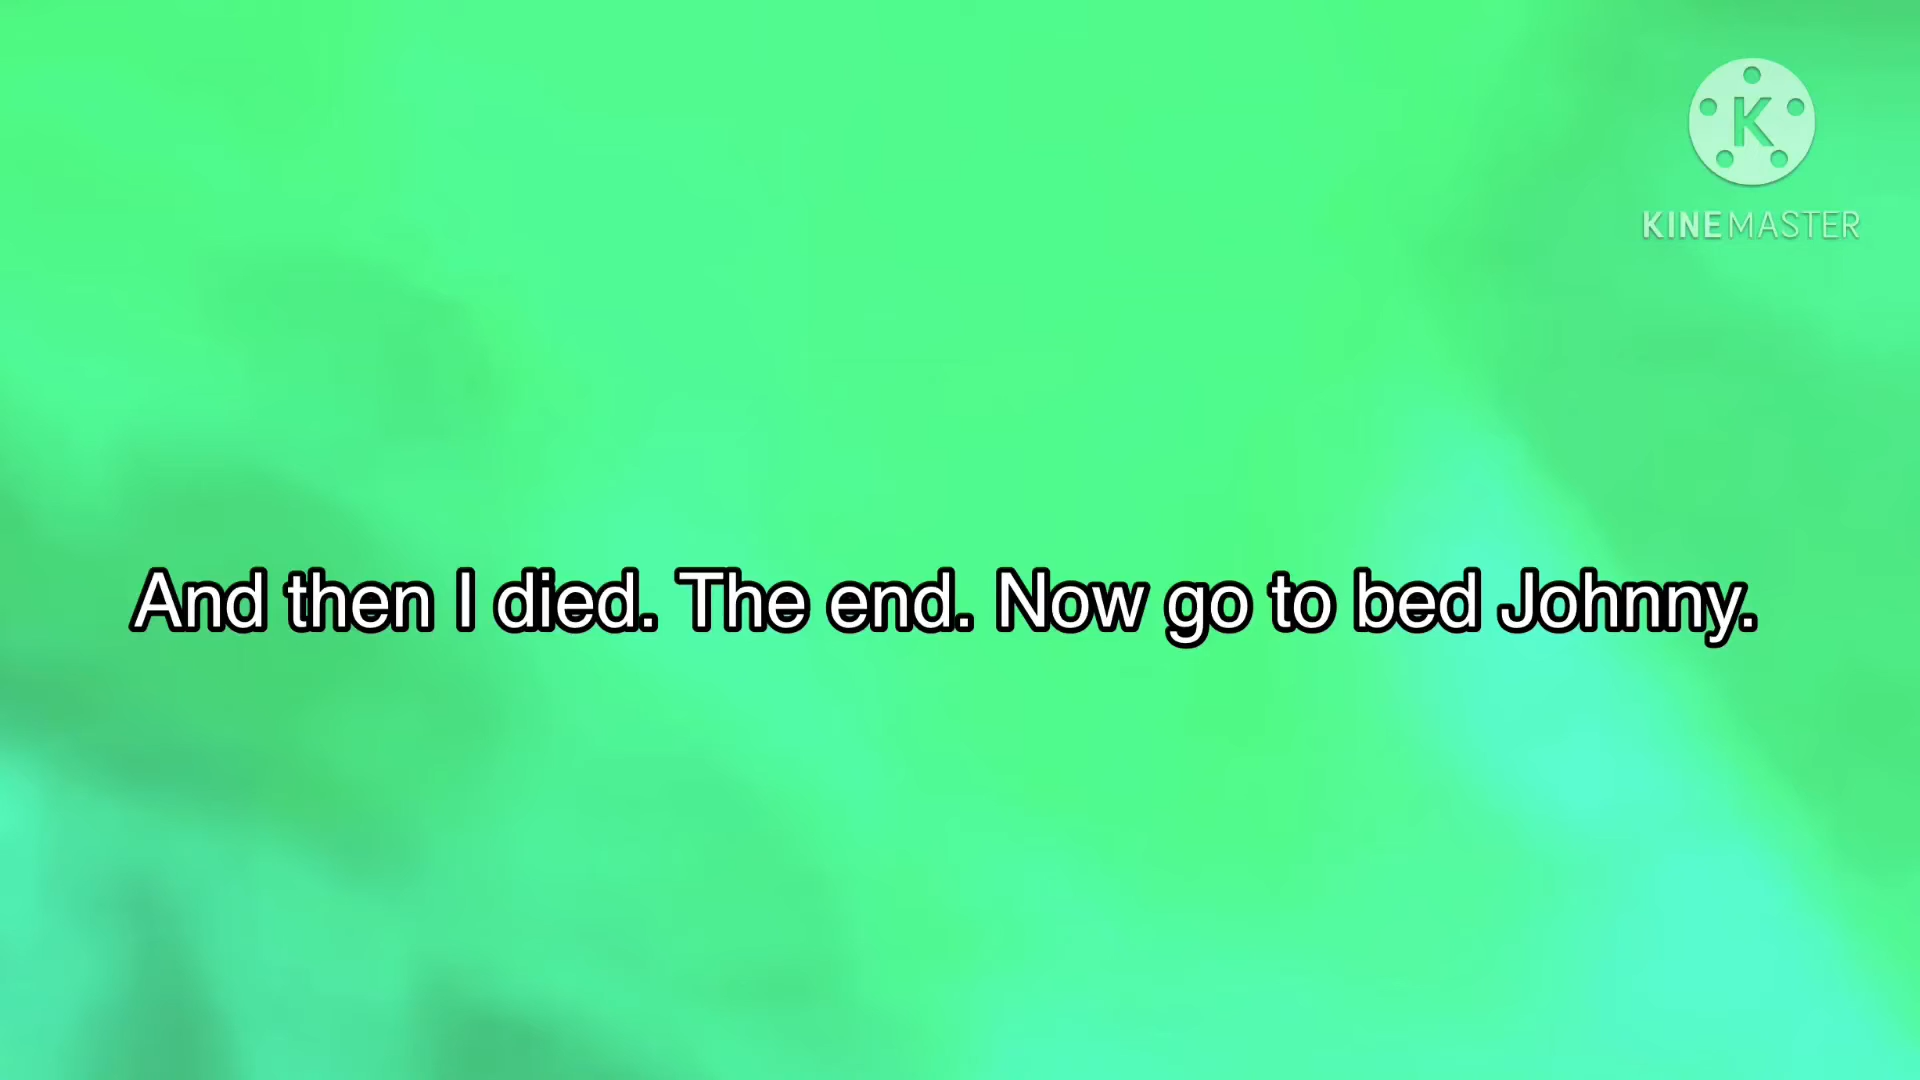 K
KINEMASTER
And then I died. The end. Now go to bed Johnny.